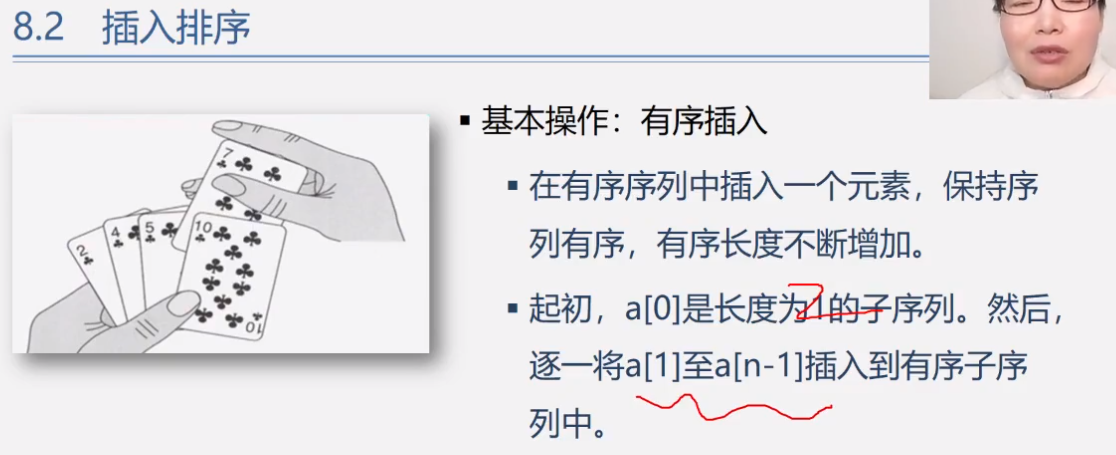 8.2 插入排序
▪ 基本操作：有序插入
▪ 在有序序列中插入一个元素，保持序
列有序，有序长度不断增加。
▪ 起初，a[0]是长度为1的子序列。然后，
逐一将a[1]至a[n-1]插入到有序子序
列中。
7
2
4
5
10
10